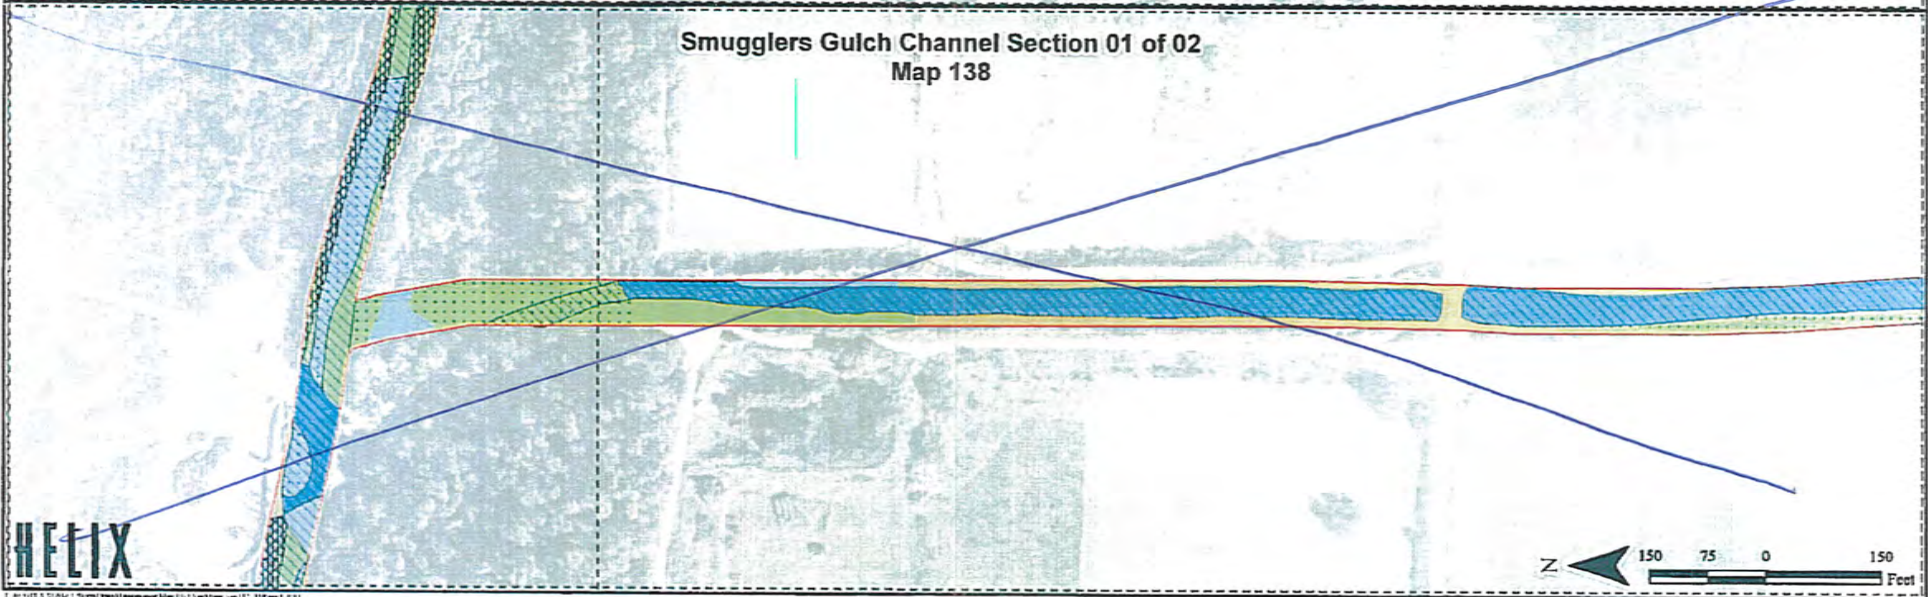 Smugglers Gulch Channel Section 01 of 02
Map 138
HELIX
N
150 75 0 150
Feet